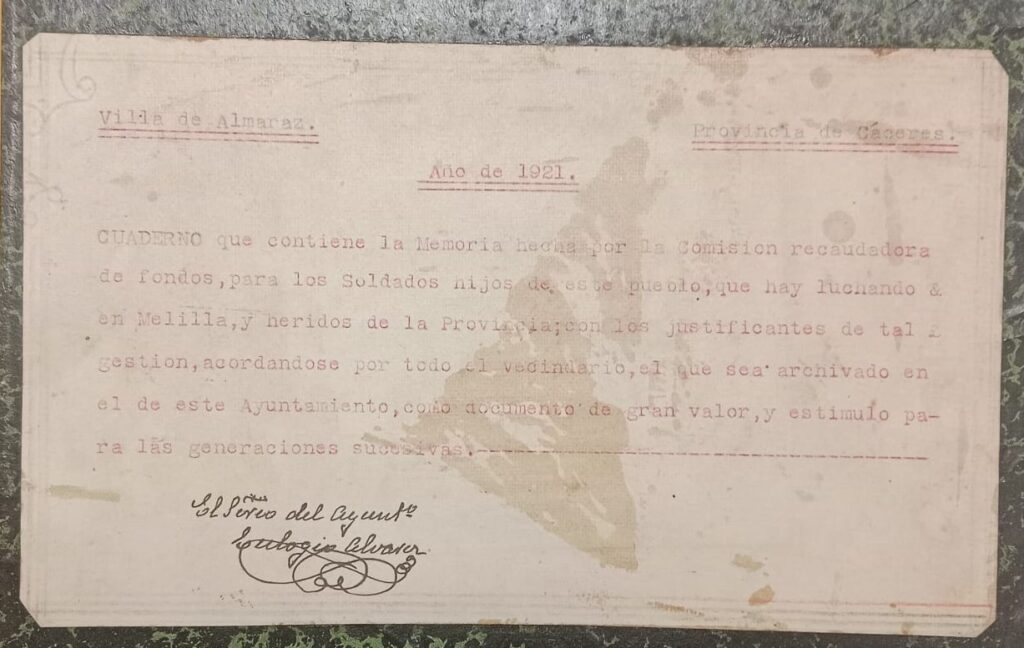 Villa de Almaraz.
Provincia de Cáceres.
Año de 1921.
CUADERNO que contiene la Memoria hecha por la Comision recaudadora
de fondos,para los Soldados hijos de este pueblo,que hay luchando &
en Melilla,y heridos de la Provincia;con los justificantes de tal
gestion,acordandose por todo el vecindario,el que sea archivado en
el de este Ayuntamiento,como documento de gran valor,y estimulo pa-
ra las generaciones sucesivas.
El Srio del Ayuntº
Eulogio Alvarez